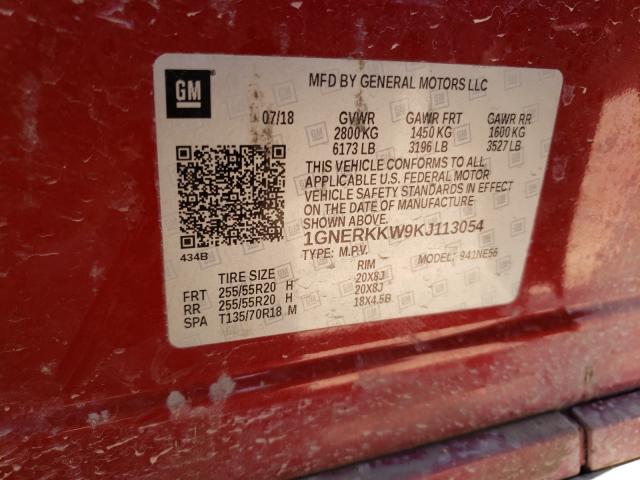 GM
MFD BY GENERAL MOTORS LLC
07/18 GVWR GAWR FRT GAWR RR
2800 KG 1450 KG 1600 KG
6173 LB 3196 LB 3527 LB
THIS VEHICLE CONFORMS TO ALL
APPLICABLE U.S. FEDERAL MOTOR
VEHICLE SAFETY STANDARDS IN EFFECT
ON THE DATE OF MANUFACTURE
SHOWN ABOVE.
1GNERKKW9KJ113054
434B
TYPE: M.P.V. MODEL: 941NE56
TIRE SIZE RIM
FRT 255/55R20 H 20X8J
RR 255/55R20 H 20X8J
SPA T135/70R18 M 18X4.5B